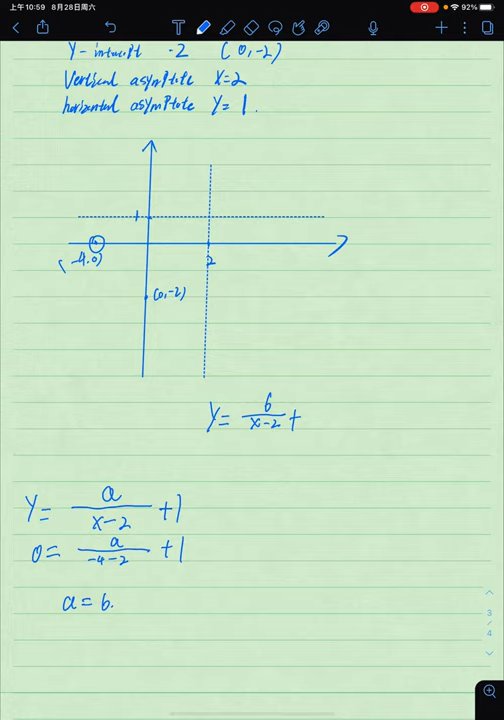 上午10:59 8月28日周六 92%
Y-intercept -2 (0,-2)
Vertical asymptote X=2
horizontal asymptote Y=1.
1
2
(-4.0)
(0,-2)
Y= 6/(x-2) +
Y= a/(x-2) +1
0= a/(-4-2) +1
a=6.
3
/
4